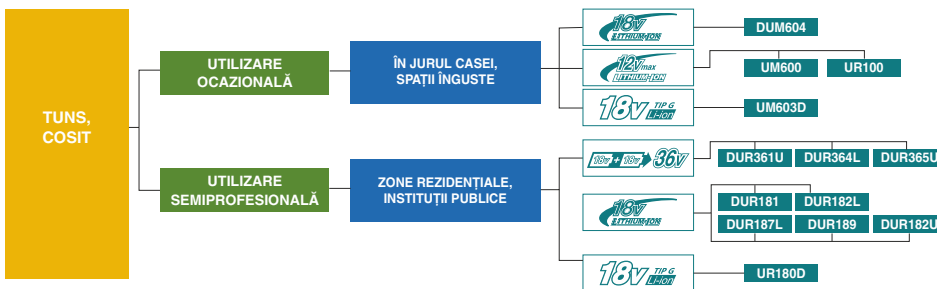 TUNS,
COSIT
UTILIZARE
OCAZIONALĂ
ÎN JURUL CASEI,
SPAȚII ÎNGUSTE
18V
LITHIUM-ION
DUM604
12Vmax
LITHIUM-ION
UM600
UR100
18V TIP G
Li-ion
UM603D
UTILIZARE
SEMIPROFESIONALĂ
ZONE REZIDENȚIALE,
INSTITUȚII PUBLICE
18V + 18V 36V
DUR361U
DUR364L
DUR365U
18V
LITHIUM-ION
DUR181
DUR182L
DUR187L
DUR189
DUR182U
18V TIP G
Li-ion
UR180D